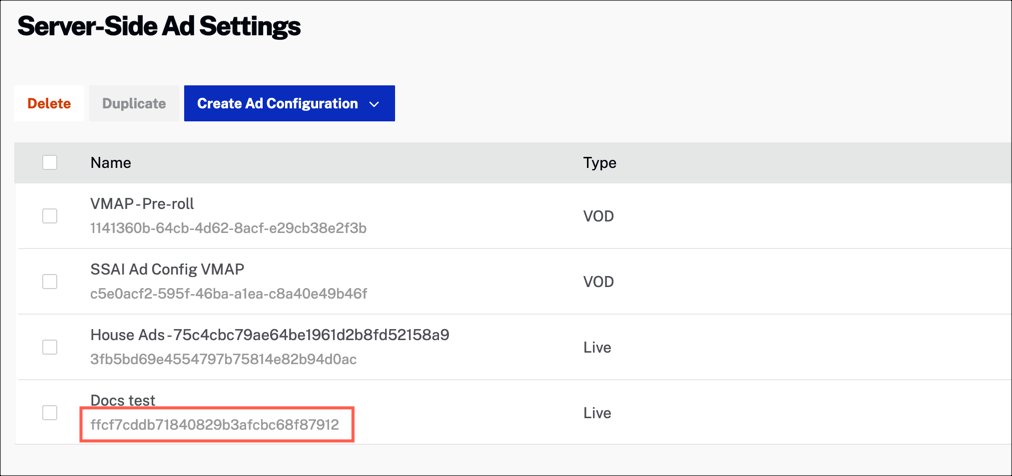 Server-Side Ad Settings
Delete Duplicate Create Ad Configuration
Name Type
VMAP-Pre-roll
1141360b-64cb-4d62-8acf-e29cb38e2f3b
VOD
SSAI Ad Config VMAP
c5e0acf2-595f-46ba-a1ea-c8a40e49b46f
VOD
House Ads-75c4cbc79ae64be1961d2b8fd52158a9
3fb5bd69e4554797b75814e82b94d0ac
Live
Docs test
ffcf7cddb71840829b3afcbc68f87912
Live